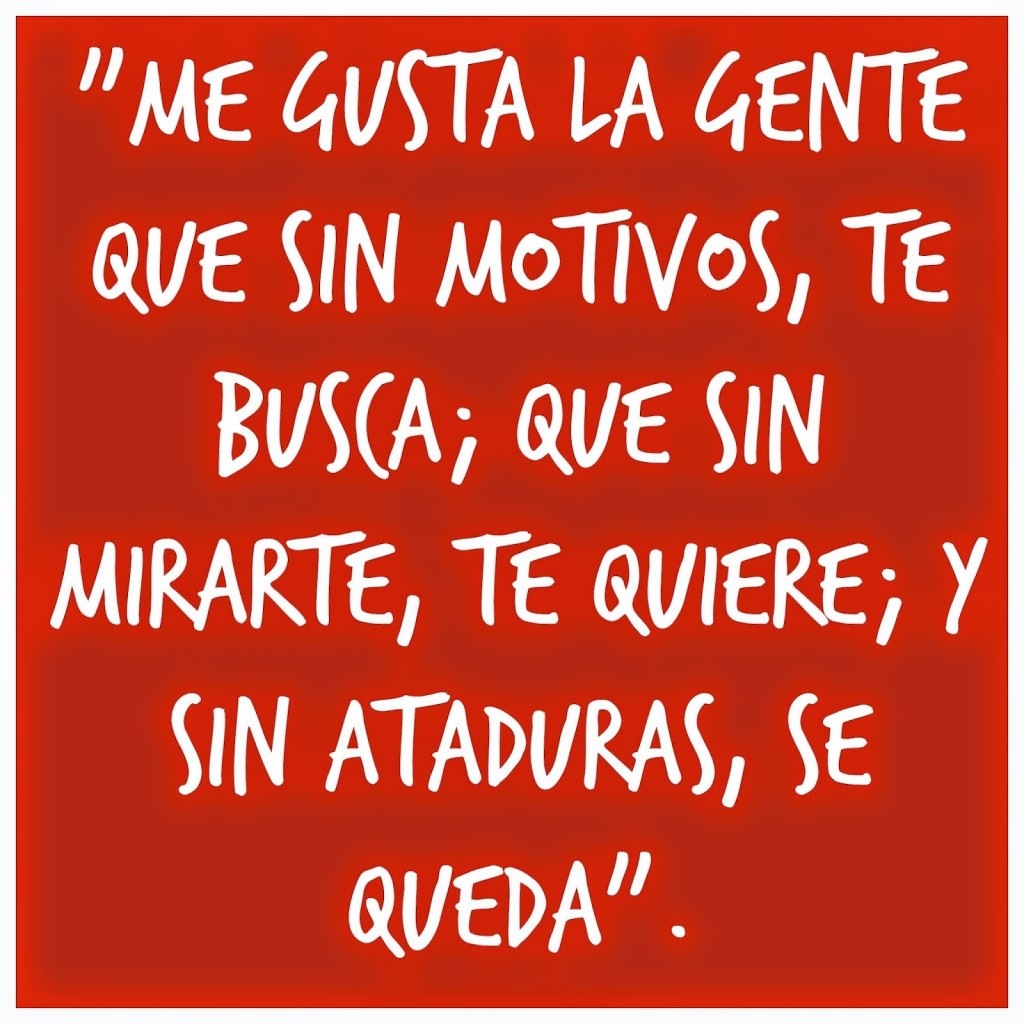 "ME GUSTA LA GENTE
QUE SIN MOTIVOS, TE
BUSCA; QUE SIN
MIRARTE, TE QUIERE; Y
SIN ATADURAS, SE
QUEDA".